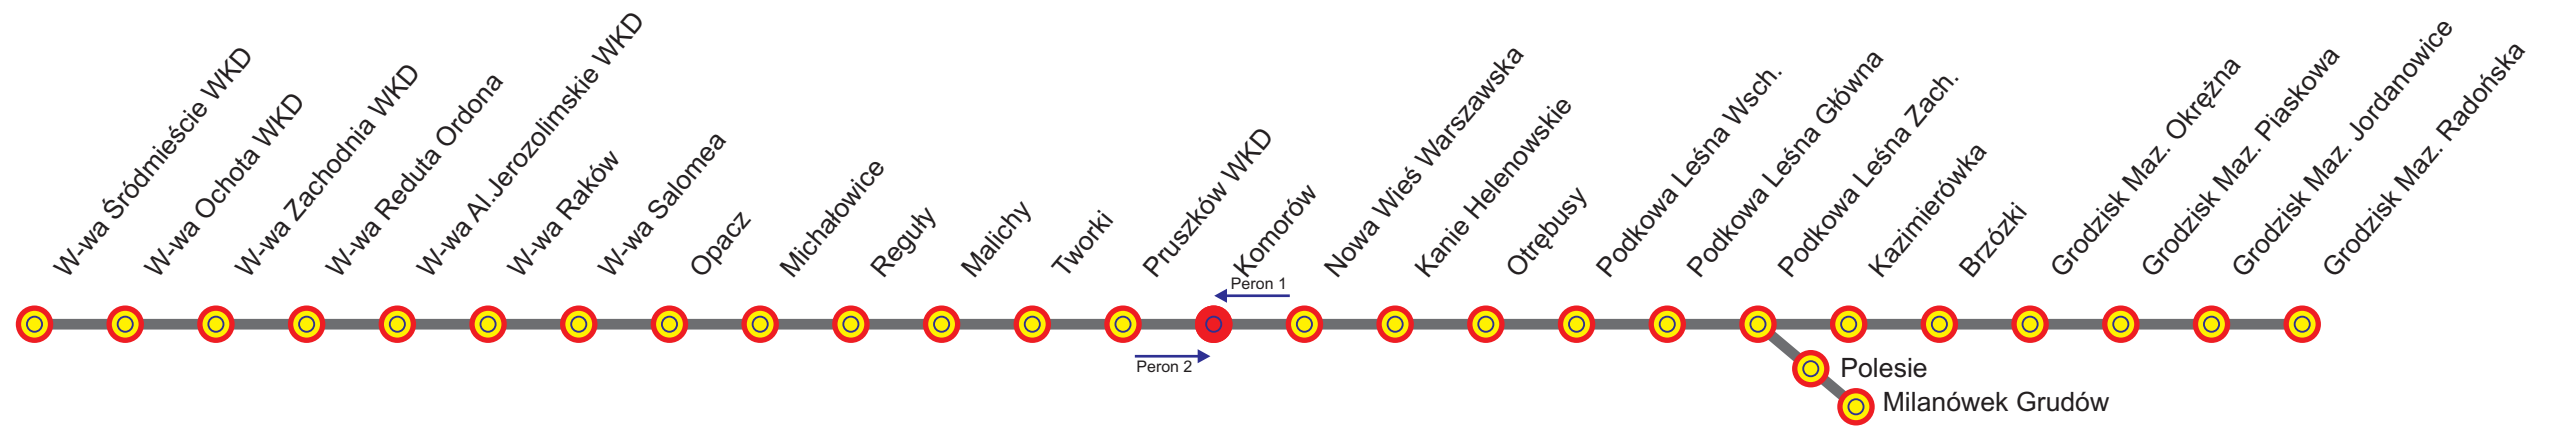 W-wa Śródmieście WKD
W-wa Ochota WKD
W-wa Zachodnia WKD
W-wa Reduta Ordona
W-wa Al.Jerozolimskie WKD
W-wa Raków
W-wa Salomea
Opacz
Michałowice
Reguły
Malichy
Tworki
Pruszków WKD
Komorów
Nowa Wieś Warszawska
Kanie Helenowskie
Otrębusy
Podkowa Leśna Wsch.
Podkowa Leśna Główna
Podkowa Leśna Zach.
Kazimierówka
Brzózki
Grodzisk Maz. Okrężna
Grodzisk Maz. Piaskowa
Grodzisk Maz. Jordanowice
Grodzisk Maz. Radońska
Peron 1
Peron 2
Polesie
Milanówek Grudów